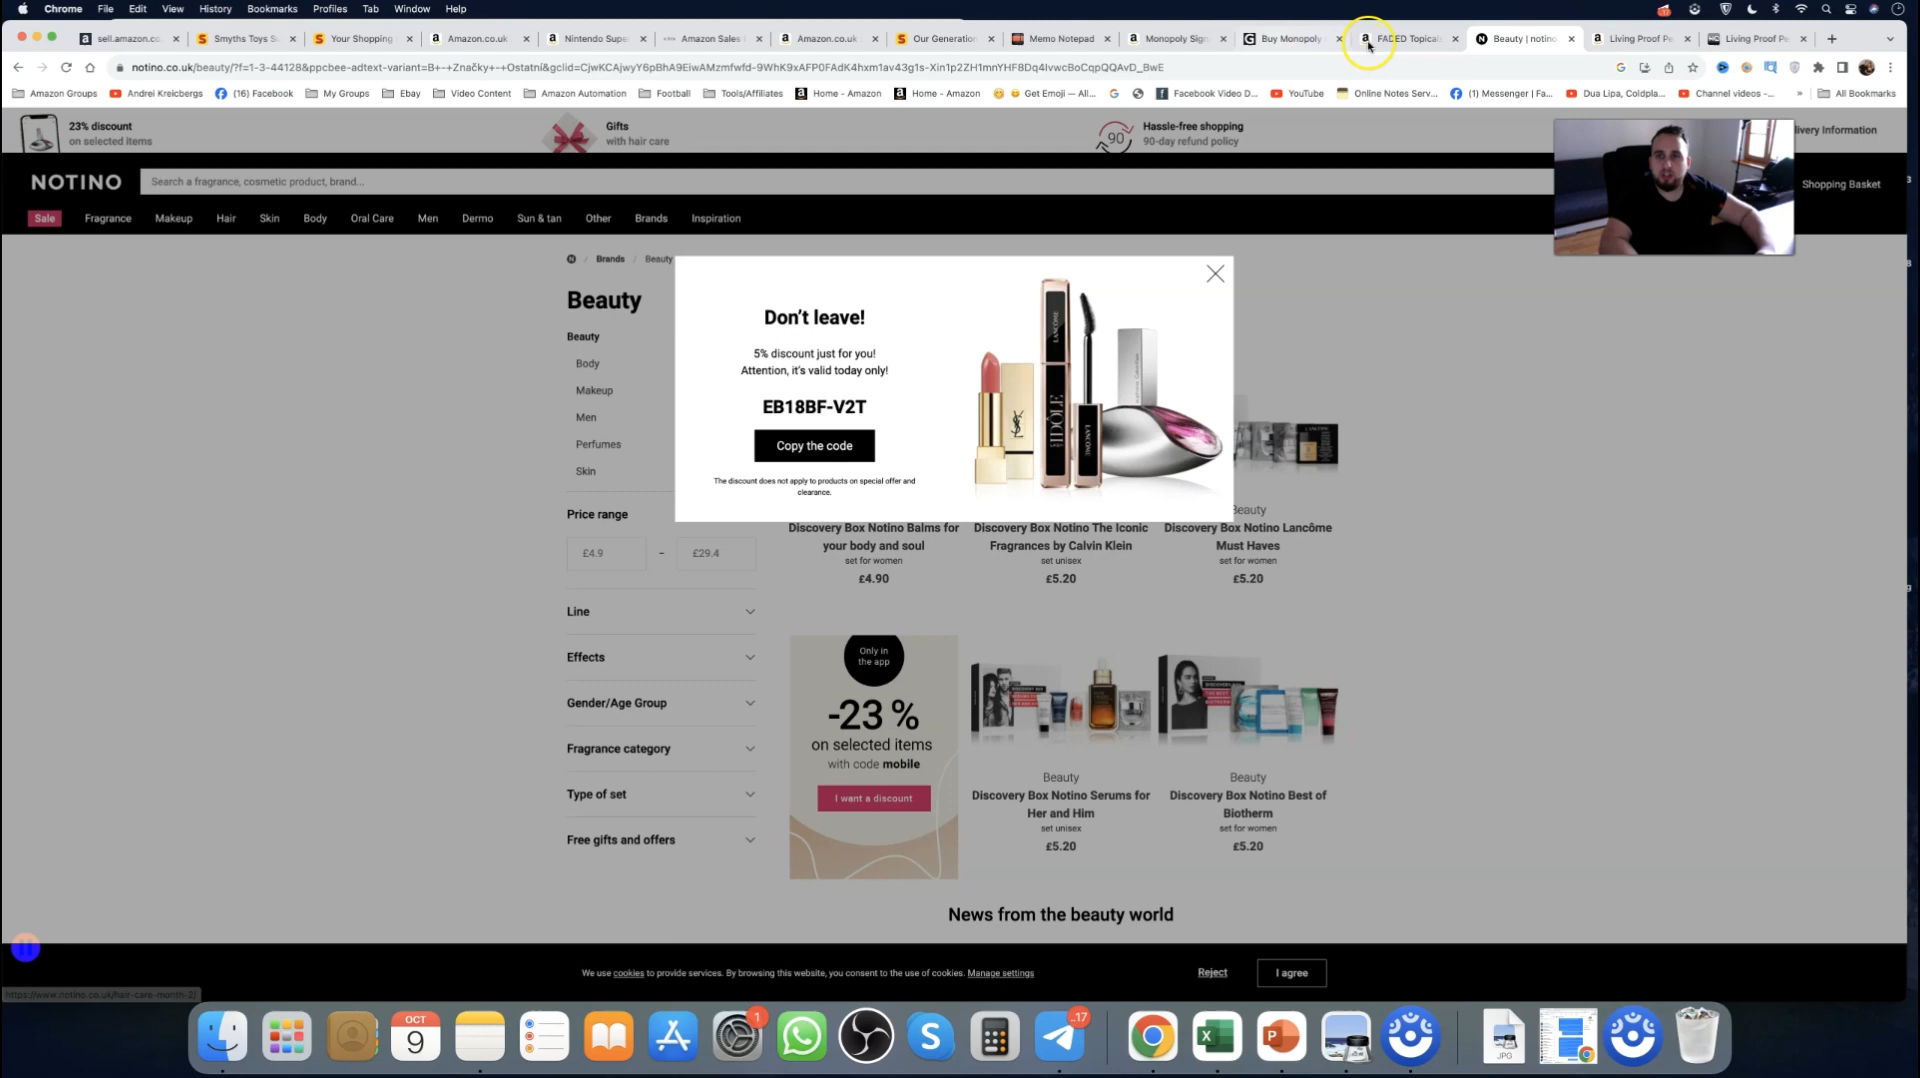 Chrome File Edit View History Bookmarks Profiles Tab Window Help
sell.amazon.co Smyths Toys S Your Shopping Amazon.co.uk Nintendo Supe Amazon Sales Amazon.co.uk Our Generation Memo Notepad Monopoly Sign Buy Monopoly FADED Topical Beauty | notino Living Proof Pe Living Proof Pe
notino.co.uk/beauty/?f=1-3-44128&ppcbee-adtext-variant=B+-+Značky+-+Ostatní&gclid=CjwKCAjwyY6pBhA9EiwAMzmfwfd-9WhK9xAFP0FAdK4hxm1av43g1s-Xin1p2ZH1mnYHF8Dq4IvwcBoCqpQQAvD_BwE
Amazon Groups Andrei Kreicbergs (16) Facebook My Groups Ebay Video Content Amazon Automation Football Tools/Affiliates Home - Amazon Home - Amazon Get Emoji — All... Facebook Video D... YouTube Online Notes Serv... (1) Messenger | Fa... Dua Lipa, Coldpla... Channel videos -... » All Bookmarks
23% discount
on selected items
Gifts
with hair care
Hassle-free shopping
90-day refund policy
90
livery Information
NOTINO
Search a fragrance, cosmetic product, brand...
Shopping Basket
Sale Fragrance Makeup Hair Skin Body Oral Care Men Dermo Sun & tan Other Brands Inspiration
N / Brands / Beauty
Beauty
Beauty
Body
Makeup
Men
Perfumes
Skin
Price range
£4.9 – £29.4
Line
Effects
Gender/Age Group
Fragrance category
Type of set
Free gifts and offers
Don't leave!
5% discount just for you!
Attention, it's valid today only!
EB18BF-V2T
Copy the code
The discount does not apply to products on special offer and
clearance.
LANCÔME
IDÔLE
LANCÔME
Beauty
Discovery Box Notino Balms for
your body and soul
set for women
£4.90
Discovery Box Notino The Iconic
Fragrances by Calvin Klein
set unisex
£5.20
Discovery Box Notino Lancôme
Must Haves
set for women
£5.20
Only in
the app
-23 %
on selected items
with code mobile
I want a discount
Beauty
Discovery Box Notino Serums for
Her and Him
set unisex
£5.20
Beauty
Discovery Box Notino Best of
Biotherm
set for women
£5.20
News from the beauty world
We use cookies to provide services. By browsing this website, you consent to the use of cookies. Manage settings
Reject
I agree
https://www.notino.co.uk/hair-care-month-2/
OCT
9
1
..17
JPG